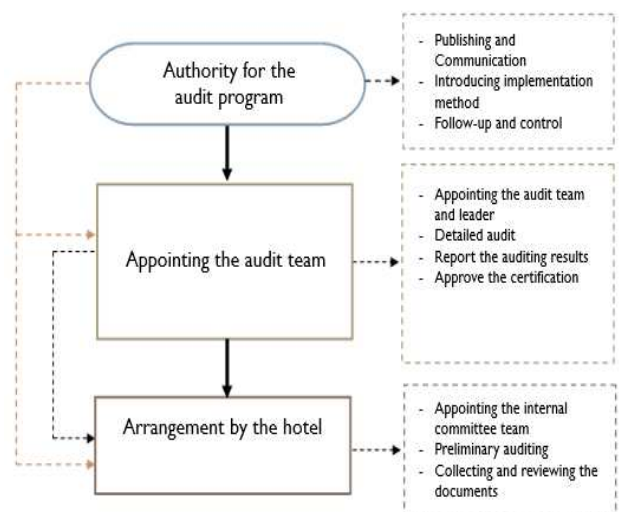 Authority for the
audit program
- Publishing and
Communication
- Introducing implementation
method
- Follow-up and control
Appointing the audit team
- Appointing the audit team
and leader
- Detailed audit
- Report the auditing results
- Approve the certification
Arrangement by the hotel
- Appointing the internal
committee team
- Preliminary auditing
- Collecting and reviewing the
documents